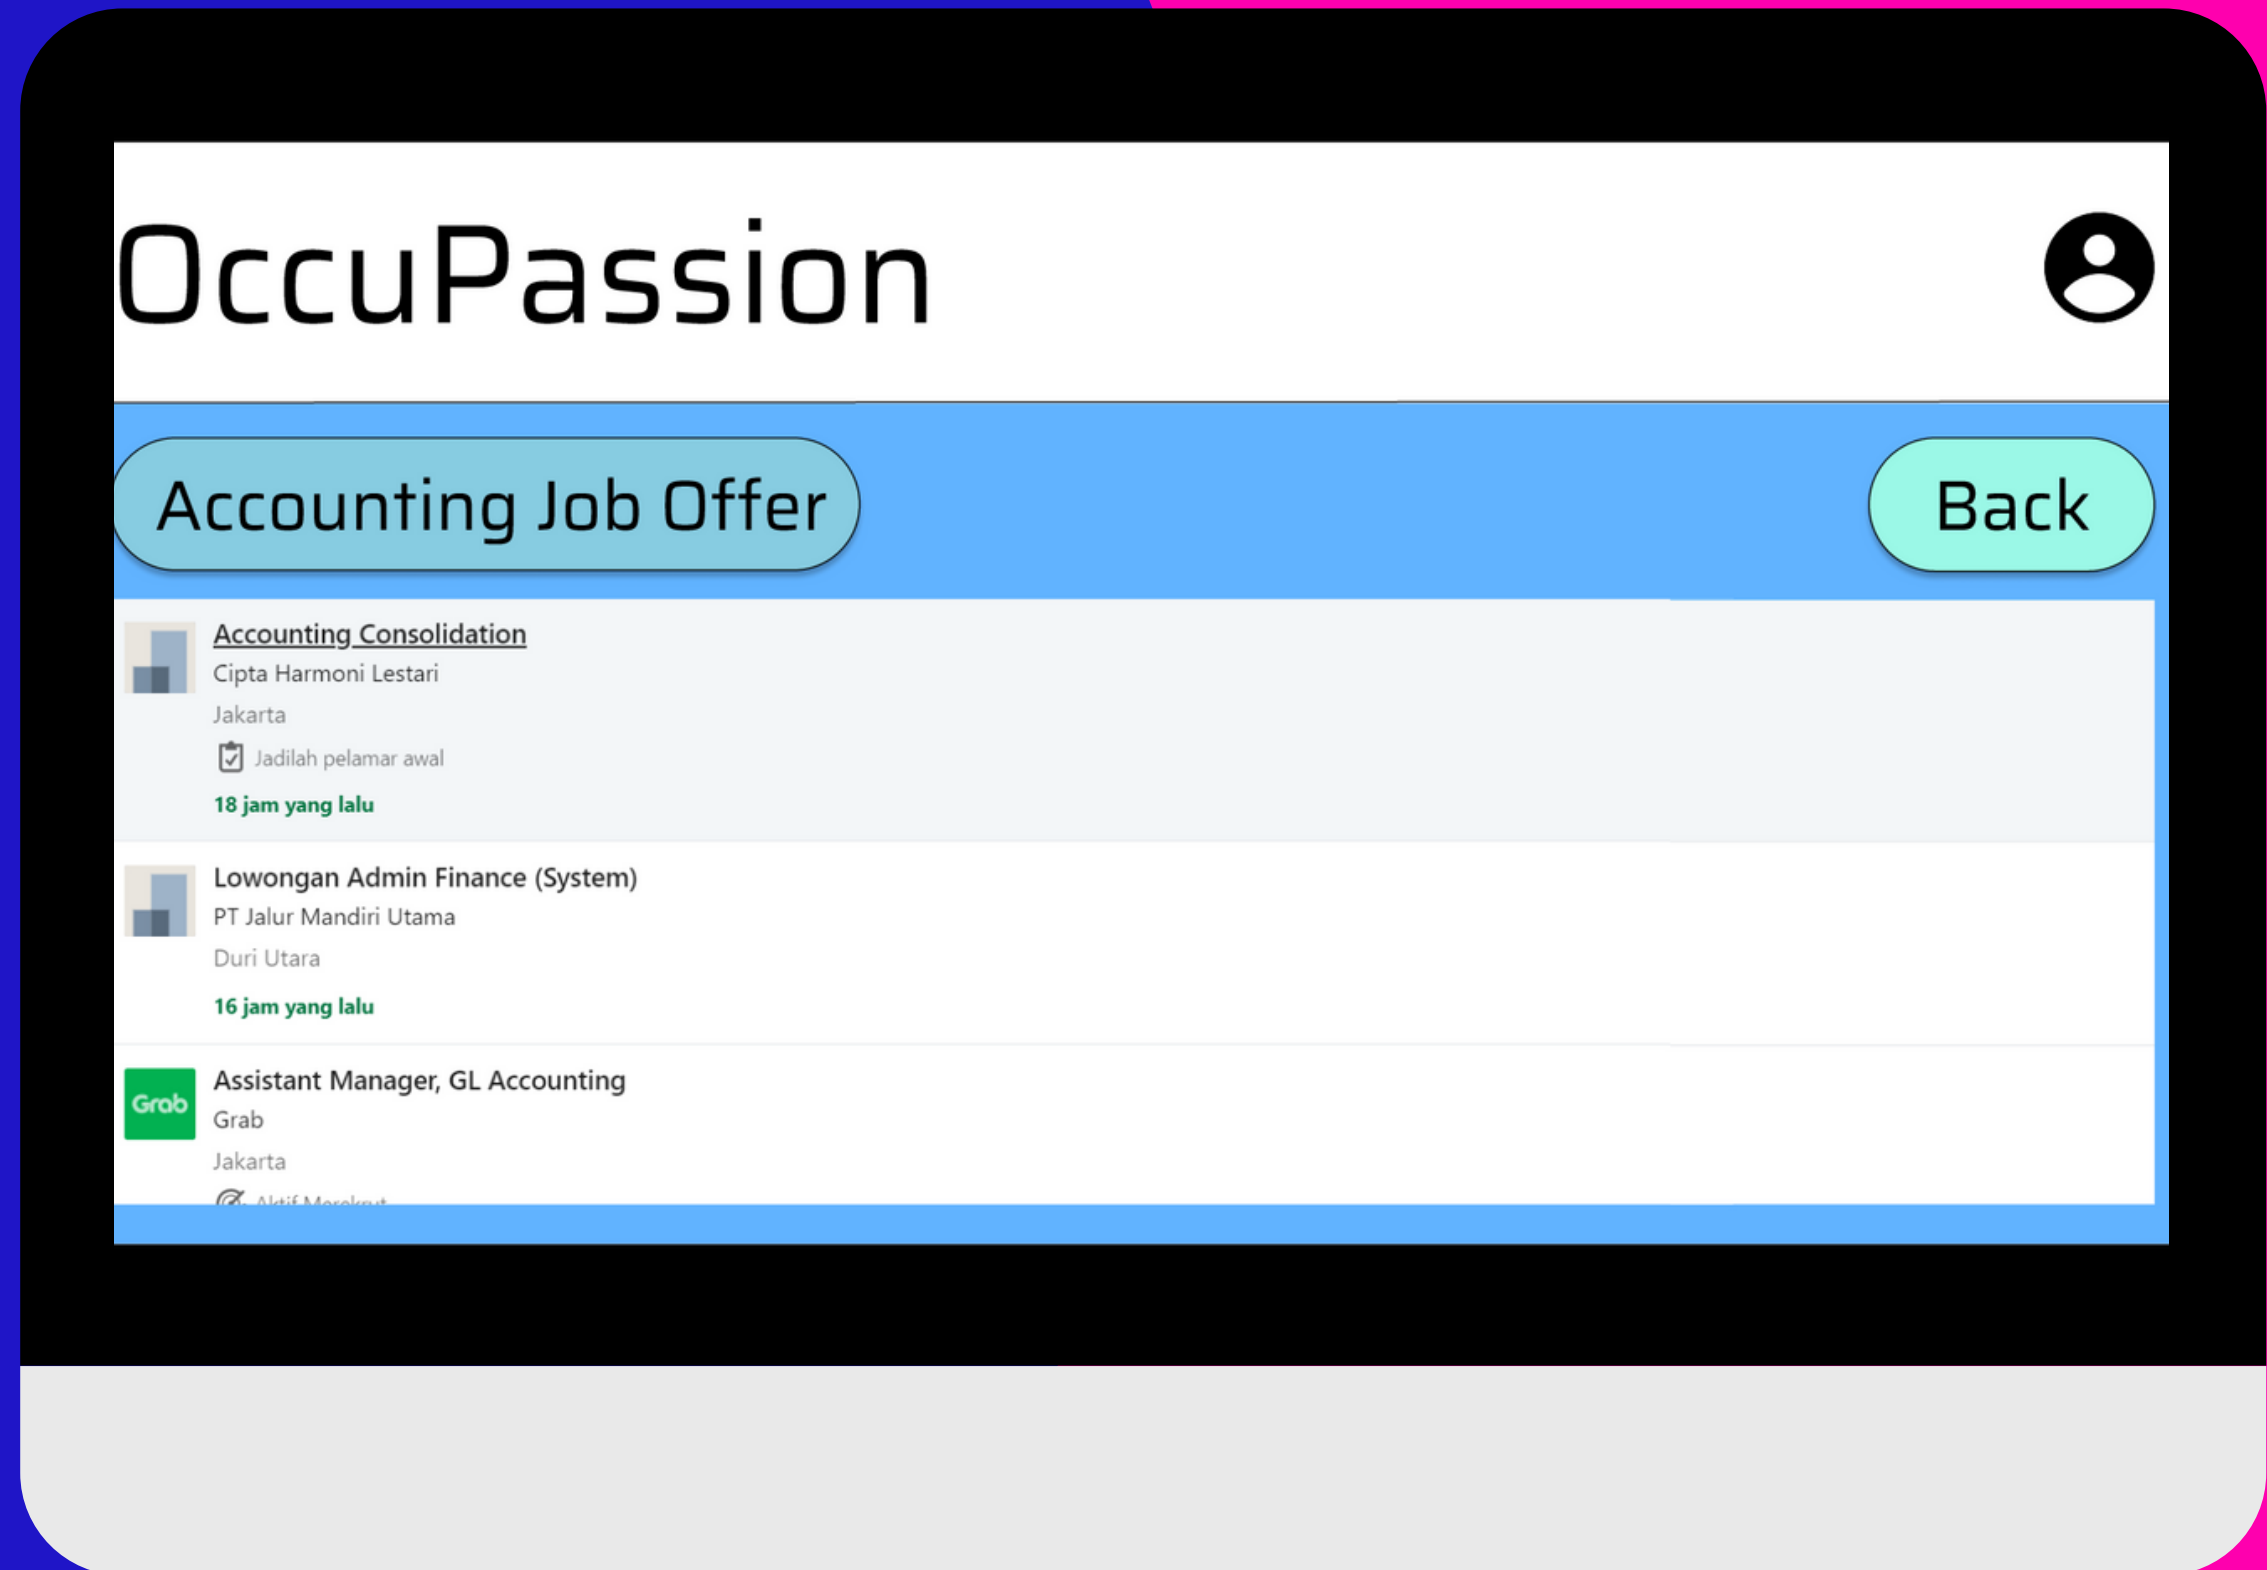 OccuPassion
Accounting Job Offer
Back
Accounting Consolidation
Cipta Harmoni Lestari
Jakarta
Jadilah pelamar awal
18 jam yang lalu
Lowongan Admin Finance (System)
PT Jalur Mandiri Utama
Duri Utara
16 jam yang lalu
Grab
Assistant Manager, GL Accounting
Grab
Jakarta
Aktif Merekrut